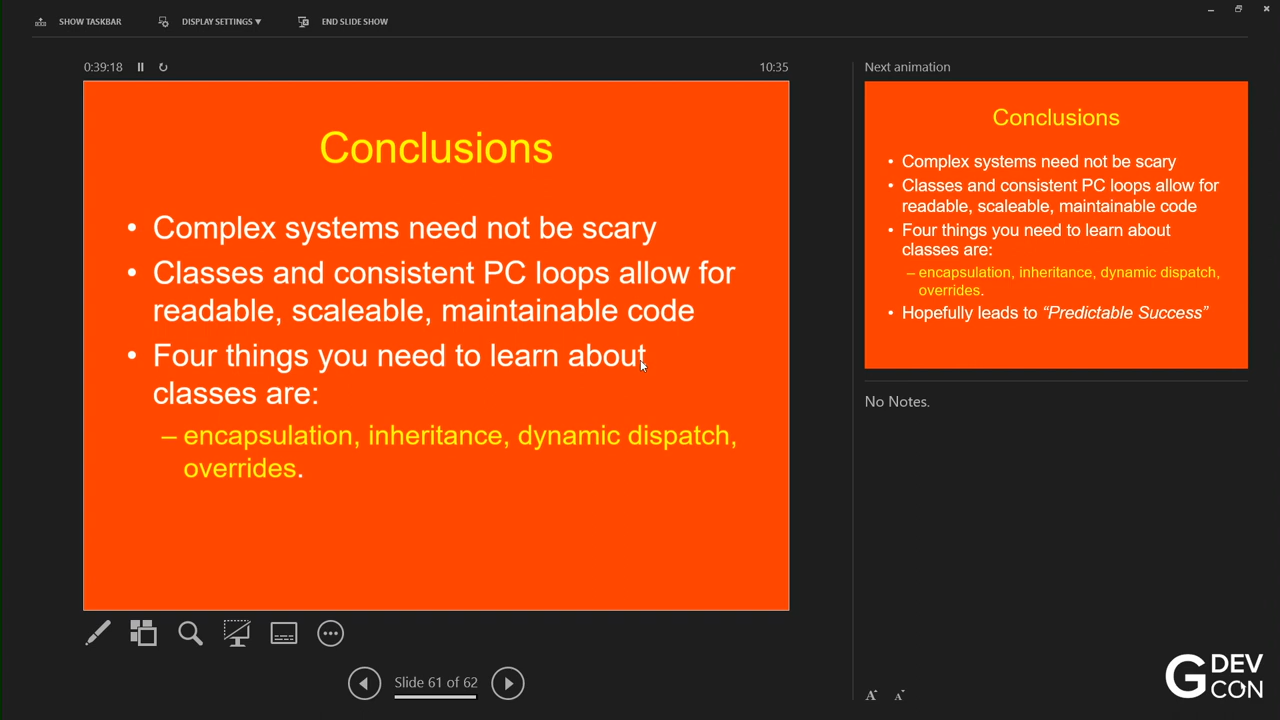 SHOW TASKBAR
DISPLAY SETTINGS ▾
END SLIDE SHOW
0:39:18
10:35
Conclusions
• Complex systems need not be scary
• Classes and consistent PC loops allow for
readable, scaleable, maintainable code
• Four things you need to learn about
classes are:
– encapsulation, inheritance, dynamic dispatch,
overrides.
Slide 61 of 62
Next animation
Conclusions
• Complex systems need not be scary
• Classes and consistent PC loops allow for
readable, scaleable, maintainable code
• Four things you need to learn about
classes are:
– encapsulation, inheritance, dynamic dispatch,
overrides.
• Hopefully leads to “Predictable Success”
No Notes.
A A
G DEV
CON